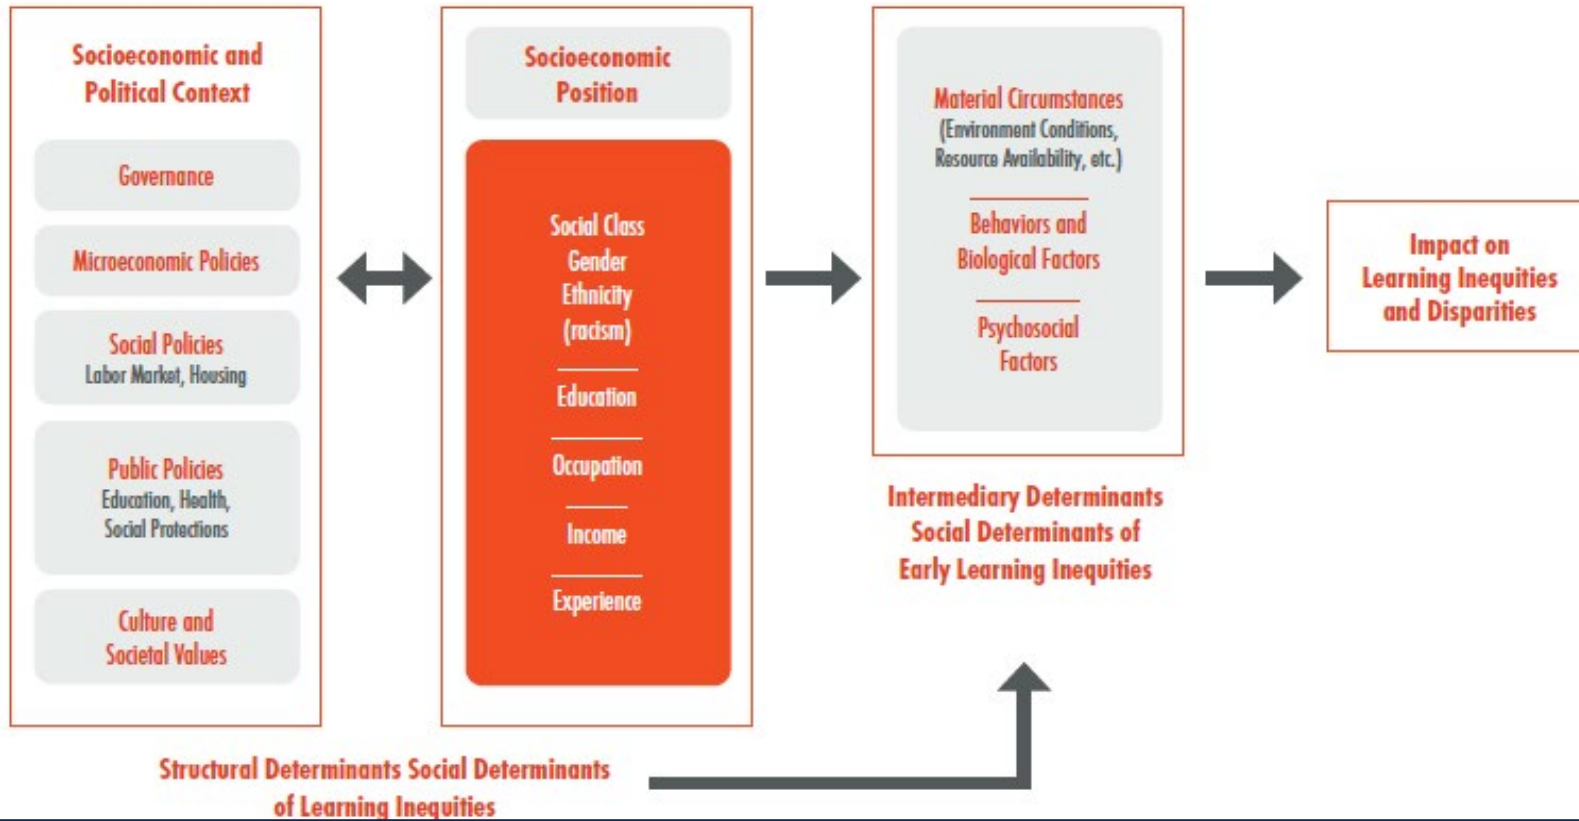 Socioeconomic and
Political Context
Governance
Microeconomic Policies
Social Policies
Labor Market, Housing
Public Policies
Education, Health,
Social Protections
Culture and
Societal Values
Socioeconomic
Position
Social Class
Gender
Ethnicity
(racism)
Education
Occupation
Income
Experience
Structural Determinants Social Determinants
of Learning Inequities
Material Circumstances
(Environment Conditions,
Resource Availability, etc.)
Behaviors and
Biological Factors
Psychosocial
Factors
Intermediary Determinants
Social Determinants of
Early Learning Inequities
Impact on
Learning Inequities
and Disparities